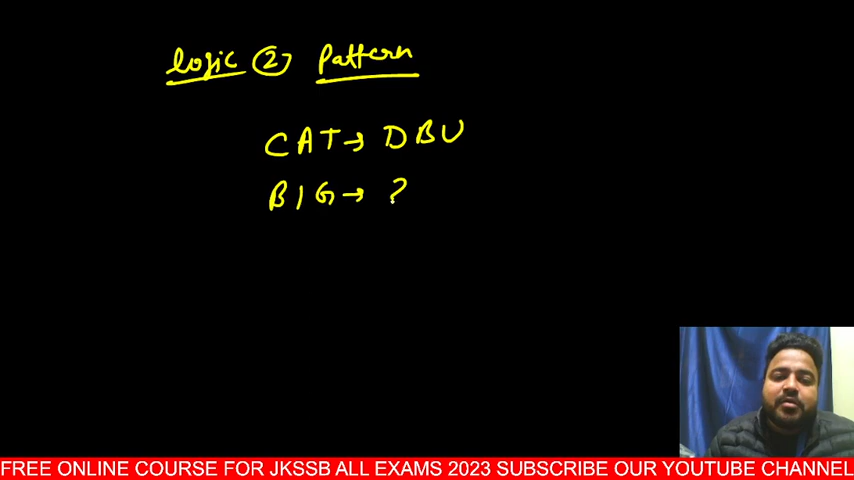 Logic ② Pattern
CAT→ DBU
BIG→ ?
FREE ONLINE COURSE FOR JKSSB ALL EXAMS 2023 SUBSCRIBE OUR YOUTUBE CHANNEL